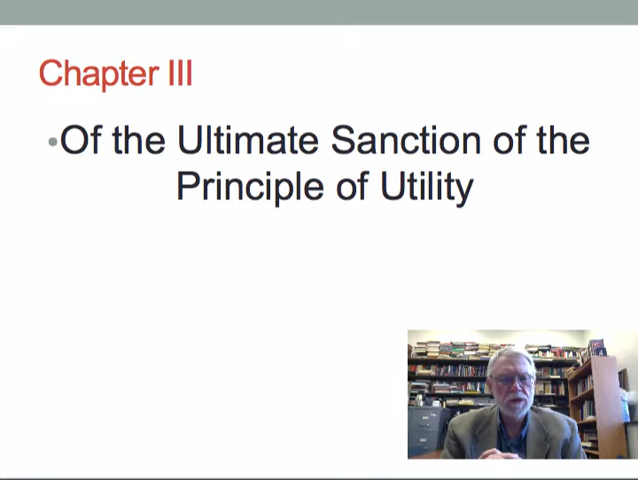 Chapter III
•Of the Ultimate Sanction of the
Principle of Utility